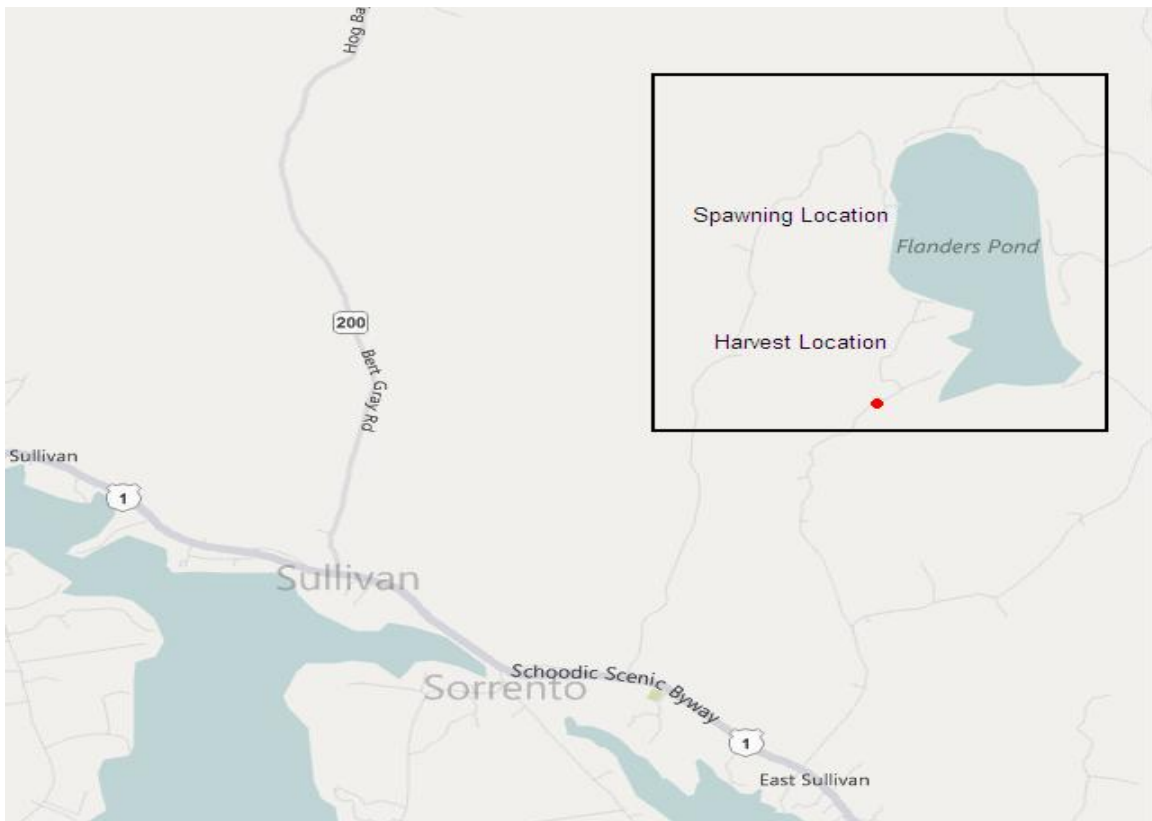 Hog Ba
Spawning Location
Flanders Pond
200
Harvest Location
Bert Gray Rd
Sullivan
1
Sullivan
Schoodic Scenic Byway
Sorrento
1
East Sullivan